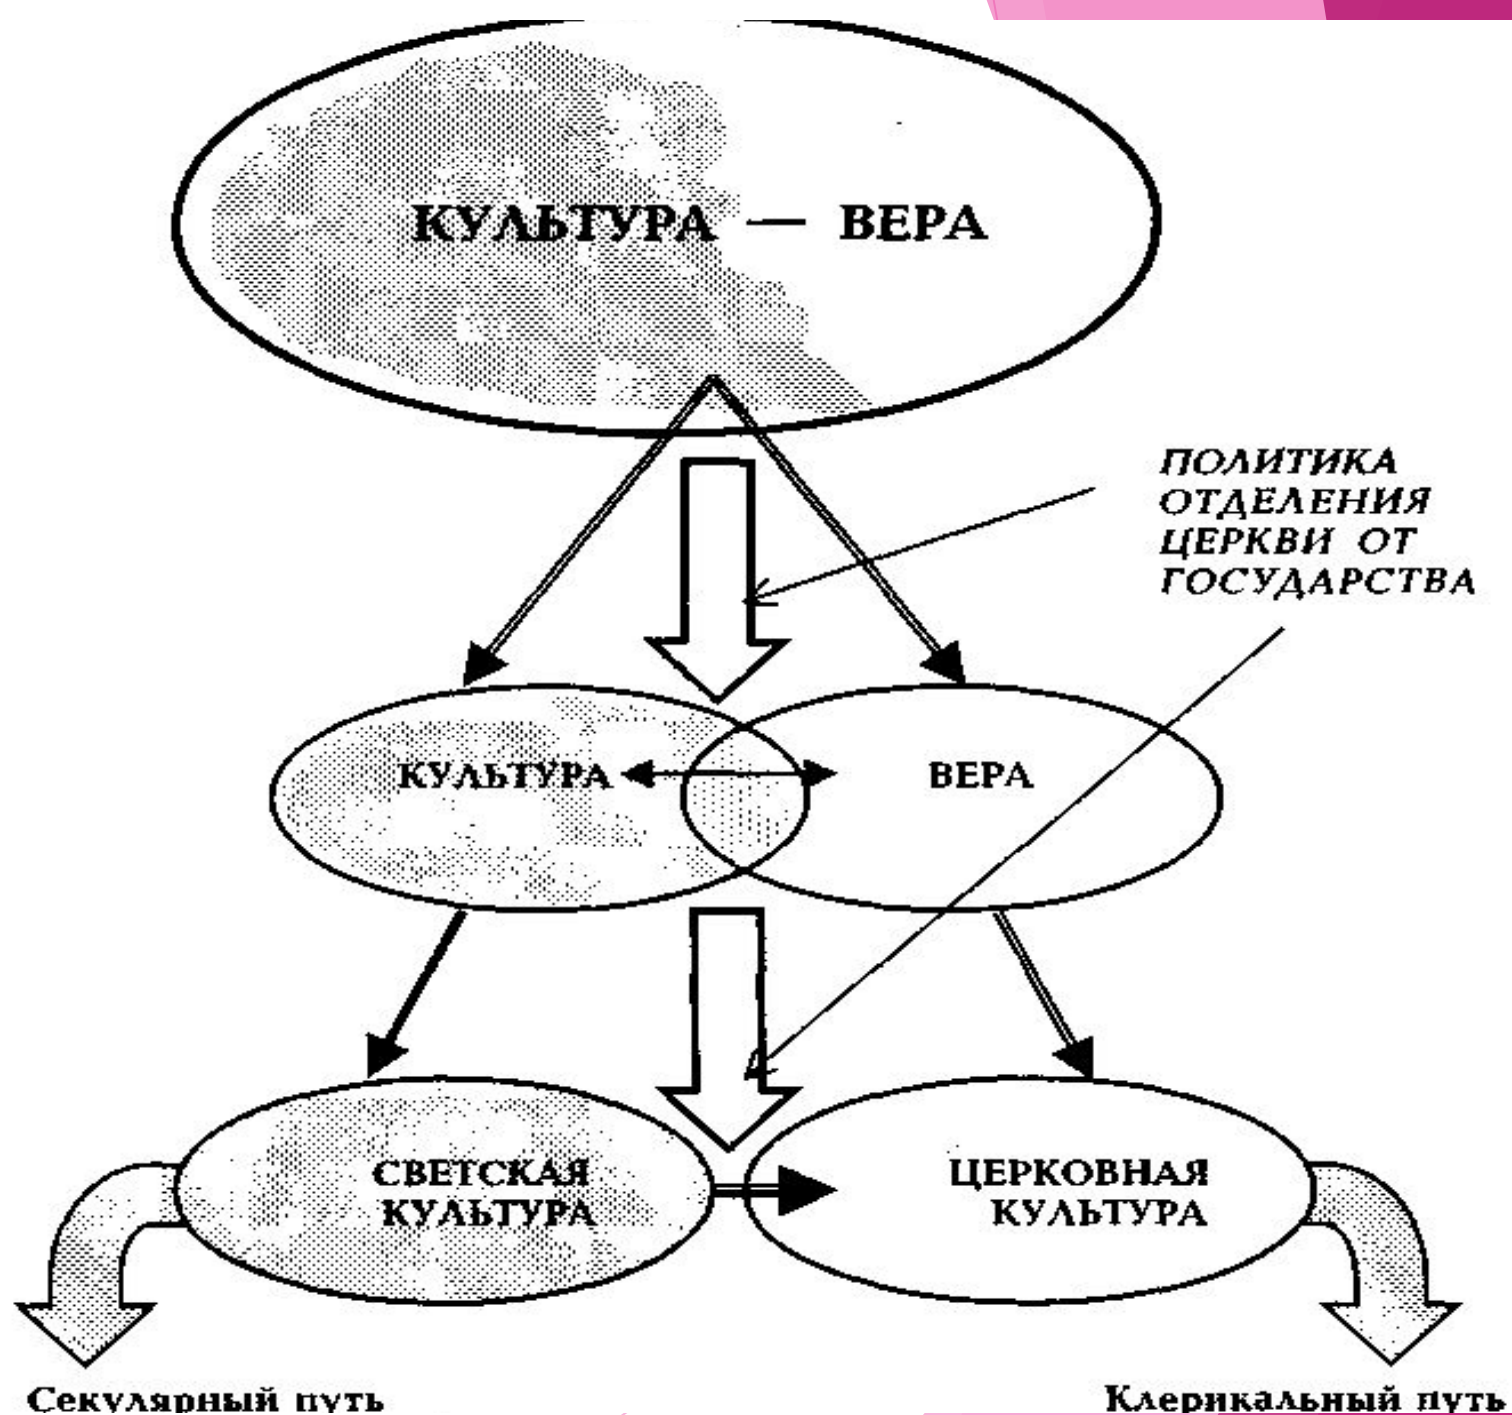 КУЛЬТУРА — ВЕРА
ПОЛИТИКА
ОТДЕЛЕНИЯ
ЦЕРКВИ ОТ
ГОСУДАРСТВА
КУЛЬТУРА
ВЕРА
СВЕТСКАЯ
КУЛЬТУРА
ЦЕРКОВНАЯ
КУЛЬТУРА
Секулярный путь
Клерикальный путь